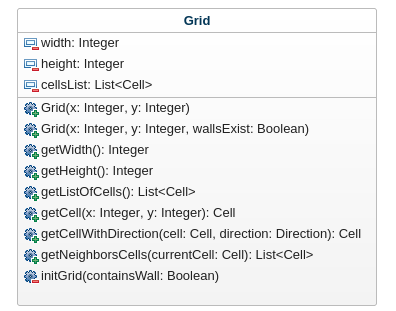 Grid
width: Integer
height: Integer
cellsList: List<Cell>
Grid(x: Integer, y: Integer)
Grid(x: Integer, y: Integer, wallsExist: Boolean)
getWidth(): Integer
getHeight(): Integer
getListOfCells(): List<Cell>
getCell(x: Integer, y: Integer): Cell
getCellWithDirection(cell: Cell, direction: Direction): Cell
getNeighborsCells(currentCell: Cell): List<Cell>
initGrid(containsWall: Boolean)